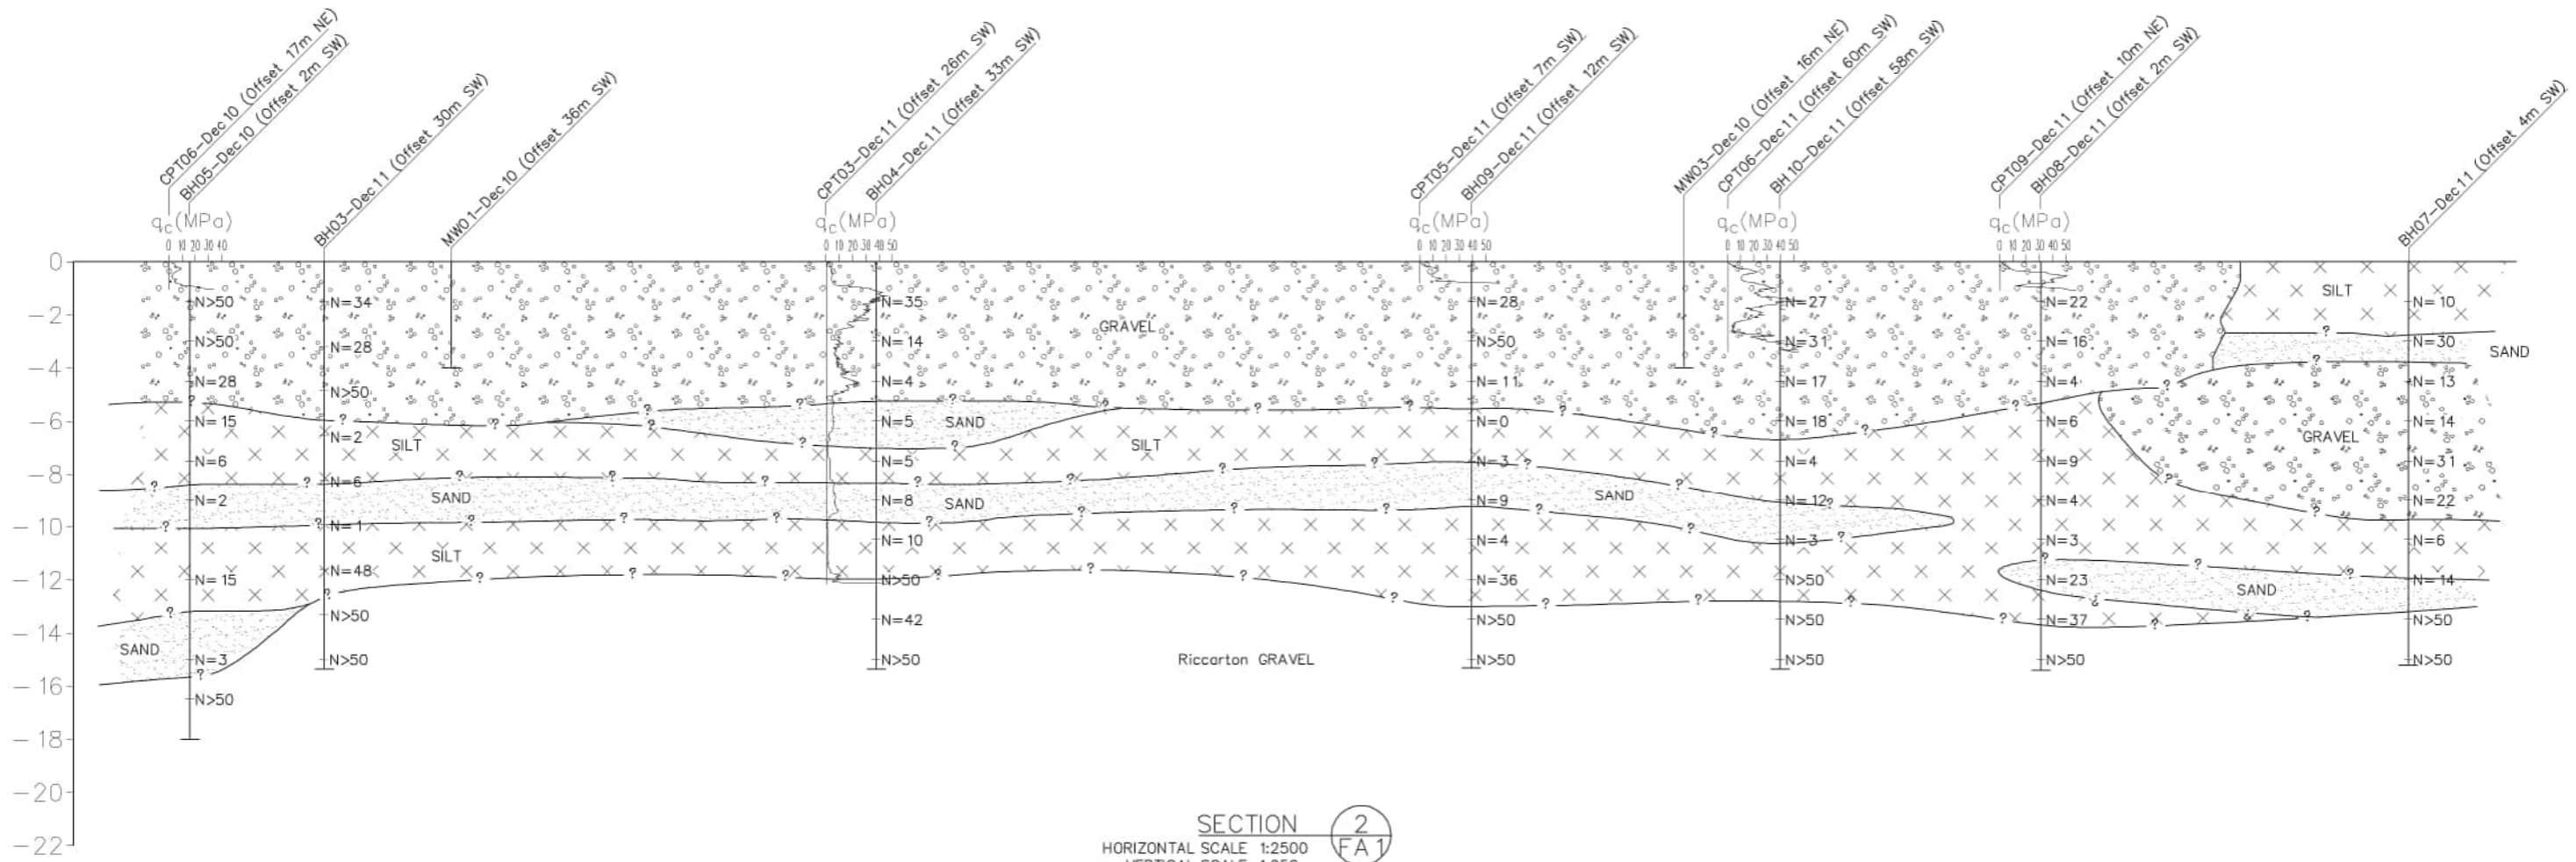 CPT06-Dec10 (Offset 17m NE)
BH05-Dec10 (Offset 2m SW)
BH03-Dec11 (Offset 30m SW)
MW01-Dec10 (Offset 36m SW)
CPT03-Dec11 (Offset 26m SW)
BH04-Dec11 (Offset 33m SW)
CPT05-Dec11 (Offset 7m SW)
BH09-Dec11 (Offset 12m SW)
MW03-Dec10 (Offset 16m NE)
CPT06-Dec11 (Offset 60m SW)
BH10-Dec11 (Offset 58m SW)
CPT09-Dec11 (Offset 10m NE)
BH08-Dec11 (Offset 2m SW)
BH07-Dec11 (Offset 4m SW)
qc(MPa)
0 10 20 30 40
qc(MPa)
0 10 20 30 40 50
qc(MPa)
0 10 20 30 40 50
qc(MPa)
0 10 20 30 40 50
qc(MPa)
0 10 20 30 40 50
0
-2
-4
-6
-8
-10
-12
-14
-16
-18
-20
-22
N>50
N>50
N=28
N=15
N=6
N=2
N=15
N=3
N>50
N=34
N=28
N>50
N=2
N=6
N=1
N=48
N>50
N>50
N=35
N=14
N=4
N=5
N=5
N=8
N=10
N>50
N=42
N>50
N=28
N>50
N=11
N=0
N=3
N=9
N=4
N=36
N>50
N>50
N=27
N=31
N=17
N=18
N=4
N=12
N=3
N>50
N>50
N>50
N=22
N=16
N=4
N=6
N=9
N=4
N=3
N=23
N=37
N>50
N=10
N=30
N=13
N=14
N=31
N=22
N=6
N=14
N>50
N>50
SILT
GRAVEL
SAND
SAND
SILT
SILT
GRAVEL
SAND
SAND
SAND
SILT
SAND
SAND
Riccarton GRAVEL
SECTION 2
FA1
HORIZONTAL SCALE 1:2500